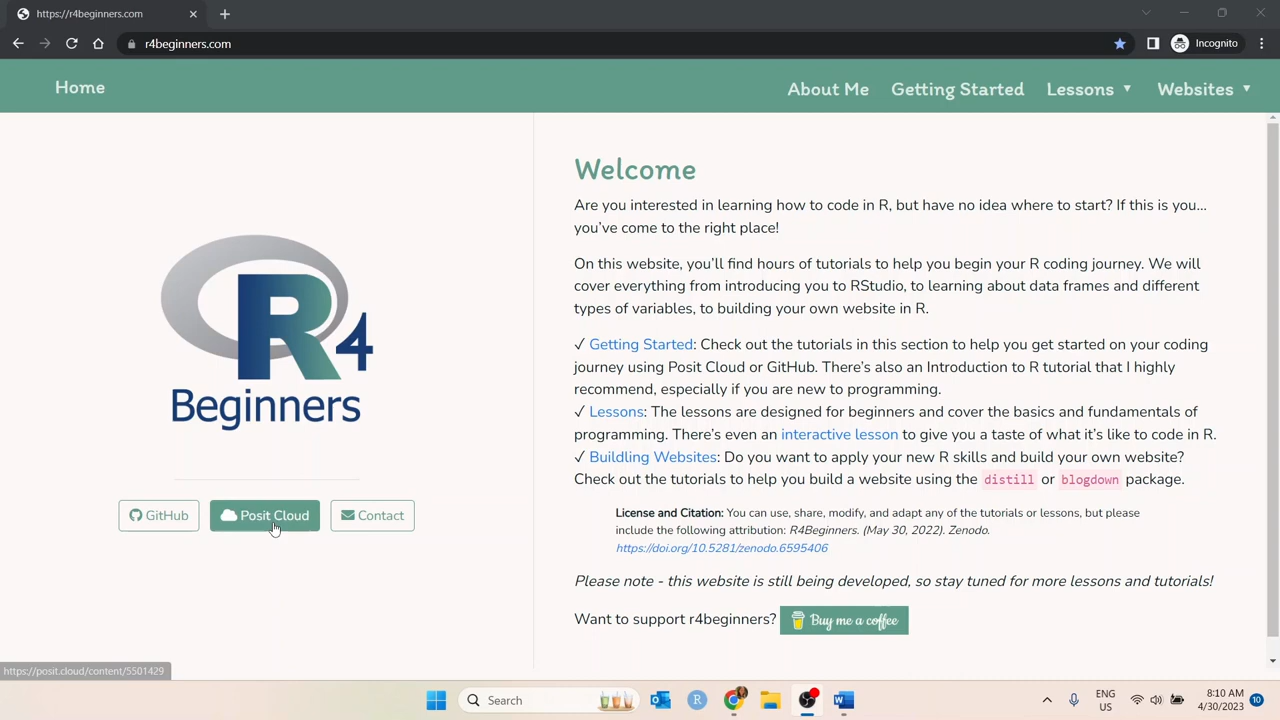 https://r4beginners.com
r4beginners.com
Incognito
Home
About Me
Getting Started
Lessons ▼
Websites ▼
R4
Beginners
GitHub
Posit Cloud
Contact
Welcome
Are you interested in learning how to code in R, but have no idea where to start? If this is you…
you've come to the right place!
On this website, you'll find hours of tutorials to help you begin your R coding journey. We will
cover everything from introducing you to RStudio, to learning about data frames and different
types of variables, to building your own website in R.
✓ Getting Started: Check out the tutorials in this section to help you get started on your coding
journey using Posit Cloud or GitHub. There's also an Introduction to R tutorial that I highly
recommend, especially if you are new to programming.
✓ Lessons: The lessons are designed for beginners and cover the basics and fundamentals of
programming. There's even an interactive lesson to give you a taste of what it's like to code in R.
✓ Buildling Websites: Do you want to apply your new R skills and build your own website?
Check out the tutorials to help you build a website using the distill or blogdown package.
License and Citation: You can use, share, modify, and adapt any of the tutorials or lessons, but please
include the following attribution: R4Beginners. (May 30, 2022). Zenodo.
https://doi.org/10.5281/zenodo.6595406
Please note - this website is still being developed, so stay tuned for more lessons and tutorials!
Want to support r4beginners? Buy me a coffee
https://posit.cloud/content/5501429
Search
R
W
ENG
US
8:10 AM
4/30/2023
10